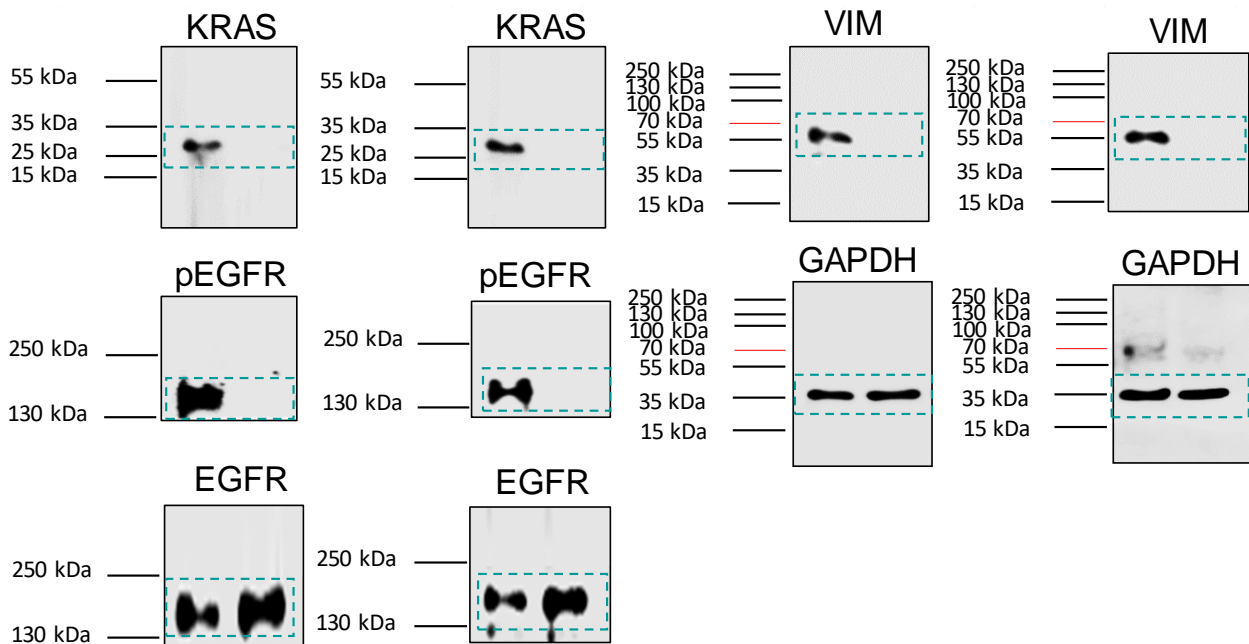 KRAS
55 kDa
35 kDa
25 kDa
15 kDa
KRAS
55 kDa
35 kDa
25 kDa
15 kDa
VIM
250 kDa
130 kDa
100 kDa
70 kDa
55 kDa
35 kDa
15 kDa
VIM
250 kDa
130 kDa
100 kDa
70 kDa
55 kDa
35 kDa
15 kDa
pEGFR
250 kDa
130 kDa
pEGFR
250 kDa
130 kDa
GAPDH
250 kDa
130 kDa
100 kDa
70 kDa
55 kDa
35 kDa
15 kDa
GAPDH
250 kDa
130 kDa
100 kDa
70 kDa
55 kDa
35 kDa
15 kDa
EGFR
250 kDa
130 kDa
EGFR
250 kDa
130 kDa